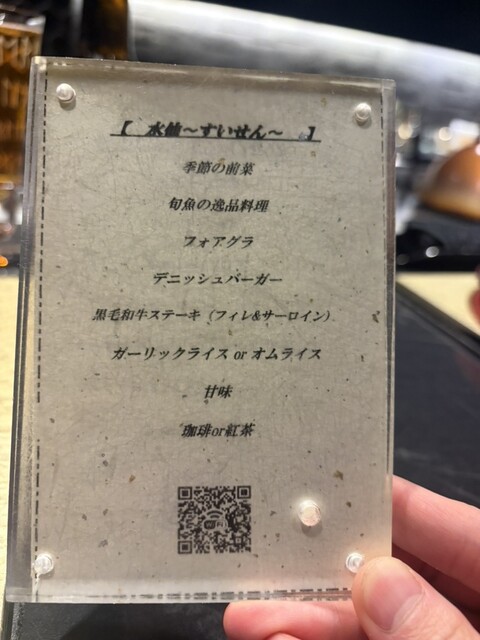 【　水仙～すいせん～　】
季節の前菜
旬魚の逸品料理
フォアグラ
デニッシュバーガー
黒毛和牛ステーキ（フィレ&サーロイン）
ガーリックライス or オムライス
甘味
珈琲or紅茶